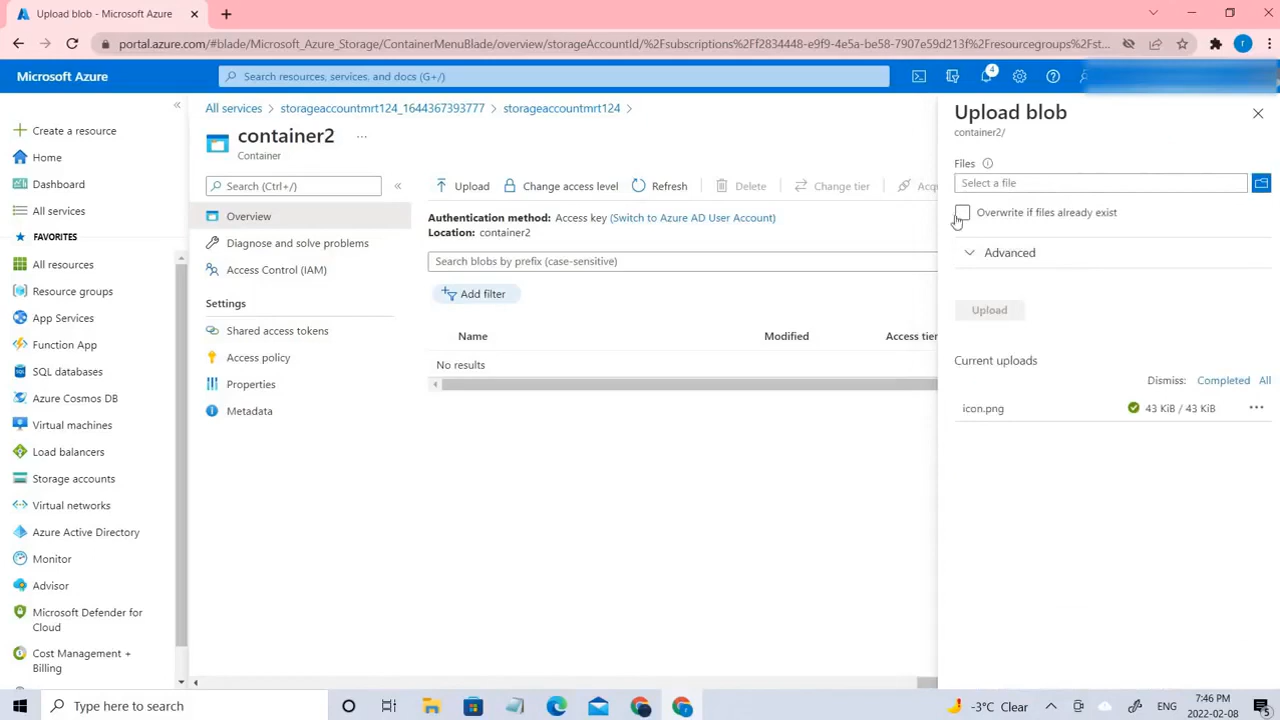 Upload blob - Microsoft Azure
portal.azure.com/#blade/Microsoft_Azure_Storage/ContainerMenuBlade/overview/storageAccountId/%2Fsubscriptions%2Ff2834448-e9f9-4e5a-be58-7907e59d213f%2Fresourcegroups%2Fst...
r
Microsoft Azure
Search resources, services, and docs (G+/)
4
Create a resource
Home
Dashboard
All services
FAVORITES
All resources
Resource groups
App Services
Function App
SQL databases
Azure Cosmos DB
Virtual machines
Load balancers
Storage accounts
Virtual networks
Azure Active Directory
Monitor
Advisor
Microsoft Defender for
Cloud
Cost Management +
Billing
All services > storageaccountmrt124_1644367393777 > storageaccountmrt124 >
container2 ...
Container
Search (Ctrl+/)
Overview
Diagnose and solve problems
Access Control (IAM)
Settings
Shared access tokens
Access policy
Properties
Metadata
Upload Change access level Refresh Delete Change tier Acq
Authentication method: Access key (Switch to Azure AD User Account)
Location: container2
Search blobs by prefix (case-sensitive)
Add filter
Name Modified Access tier
No results
Upload blob
container2/
Files
Select a file
Overwrite if files already exist
Advanced
Upload
Current uploads
Dismiss: Completed All
icon.png 43 KiB / 43 KiB ...
Type here to search
-3°C Clear
ENG
7:46 PM
2022-02-08
5